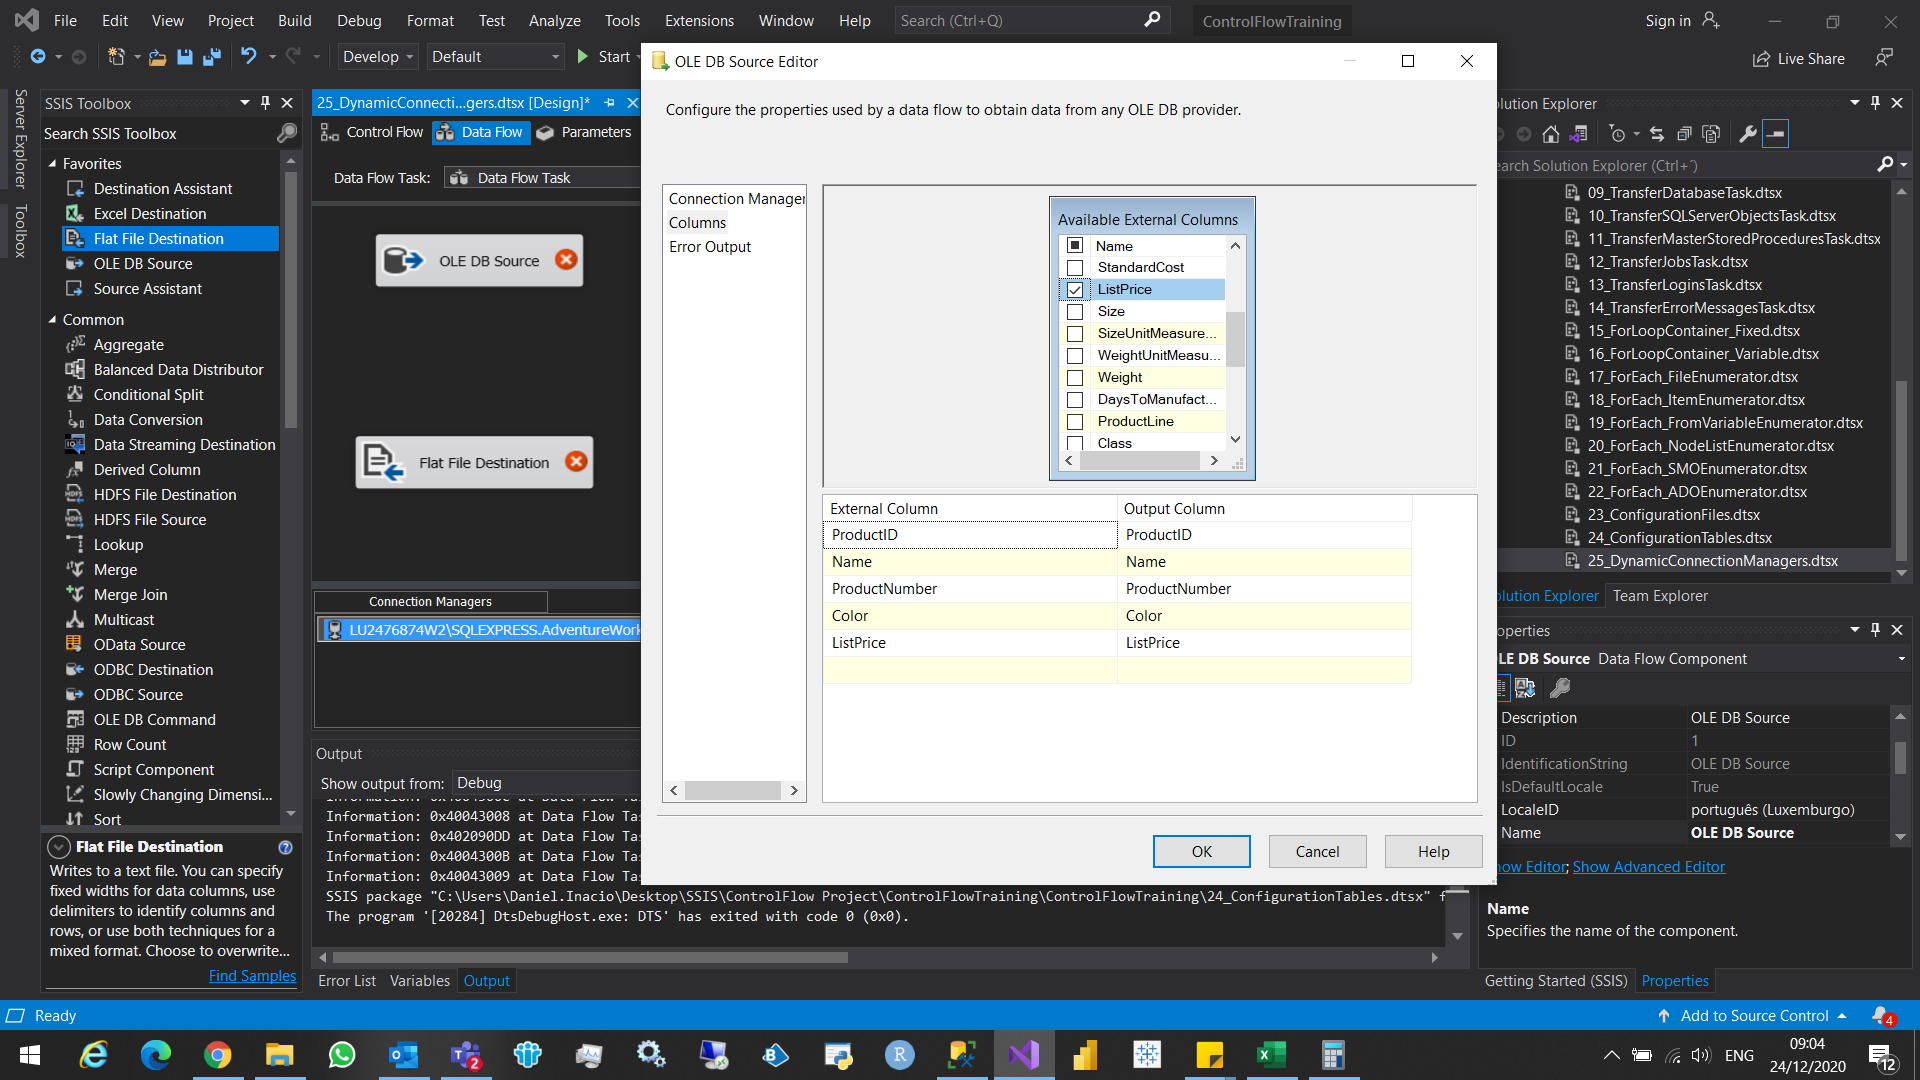 File Edit View Project Build Debug Format Test Analyze Tools Extensions Window Help Search (Ctrl+Q) ControlFlowTraining Sign in
Develop Default Start Live Share
Server Explorer
Toolbox
SSIS Toolbox
Search SSIS Toolbox
Favorites
Destination Assistant
Excel Destination
Flat File Destination
OLE DB Source
Source Assistant
Common
Aggregate
Balanced Data Distributor
Conditional Split
Data Conversion
Data Streaming Destination
Derived Column
HDFS File Destination
HDFS File Source
Lookup
Merge
Merge Join
Multicast
OData Source
ODBC Destination
ODBC Source
OLE DB Command
Row Count
Script Component
Slowly Changing Dimensi...
Sort
Flat File Destination
Writes to a text file. You can specify
fixed widths for data columns, use
delimiters to identify columns and
rows, or use both techniques for a
mixed format. Choose to overwrite...
Find Samples
25_DynamicConnecti...gers.dtsx [Design]*
Control Flow Data Flow Parameters
Data Flow Task: Data Flow Task
OLE DB Source
Flat File Destination
Connection Managers
LU2476874W2\SQLEXPRESS.AdventureWork
Output
Show output from: Debug
Information: 0x40043008 at Data Flow Tas
Information: 0x402090DD at Data Flow Tas
Information: 0x4004300B at Data Flow Tas
Information: 0x40043009 at Data Flow Tas
SSIS package "C:\Users\Daniel.Inacio\Desktop\SSIS\ControlFlow Project\ControlFlowTraining\ControlFlowTraining\24_ConfigurationTables.dtsx" f
The program '[20284] DtsDebugHost.exe: DTS' has exited with code 0 (0x0).
Error List Variables Output
OLE DB Source Editor
Configure the properties used by a data flow to obtain data from any OLE DB provider.
Connection Manager
Columns
Error Output
Available External Columns
Name
StandardCost
ListPrice
Size
SizeUnitMeasure...
WeightUnitMeasu...
Weight
DaysToManufact...
ProductLine
Class
External Column Output Column
ProductID ProductID
Name Name
ProductNumber ProductNumber
Color Color
ListPrice ListPrice
OK Cancel Help
olution Explorer
earch Solution Explorer (Ctrl+´)
09_TransferDatabaseTask.dtsx
10_TransferSQLServerObjectsTask.dtsx
11_TransferMasterStoredProceduresTask.dtsx
12_TransferJobsTask.dtsx
13_TransferLoginsTask.dtsx
14_TransferErrorMessagesTask.dtsx
15_ForLoopContainer_Fixed.dtsx
16_ForLoopContainer_Variable.dtsx
17_ForEach_FileEnumerator.dtsx
18_ForEach_ItemEnumerator.dtsx
19_ForEach_FromVariableEnumerator.dtsx
20_ForEach_NodeListEnumerator.dtsx
21_ForEach_SMOEnumerator.dtsx
22_ForEach_ADOEnumerator.dtsx
23_ConfigurationFiles.dtsx
24_ConfigurationTables.dtsx
25_DynamicConnectionManagers.dtsx
olution Explorer Team Explorer
operties
LE DB Source Data Flow Component
Description OLE DB Source
ID 1
IdentificationString OLE DB Source
IsDefaultLocale True
LocaleID português (Luxemburgo)
Name OLE DB Source
how Editor; Show Advanced Editor
Name
Specifies the name of the component.
Getting Started (SSIS) Properties
Ready Add to Source Control 4
2 ENG 09:04
24/12/2020 12